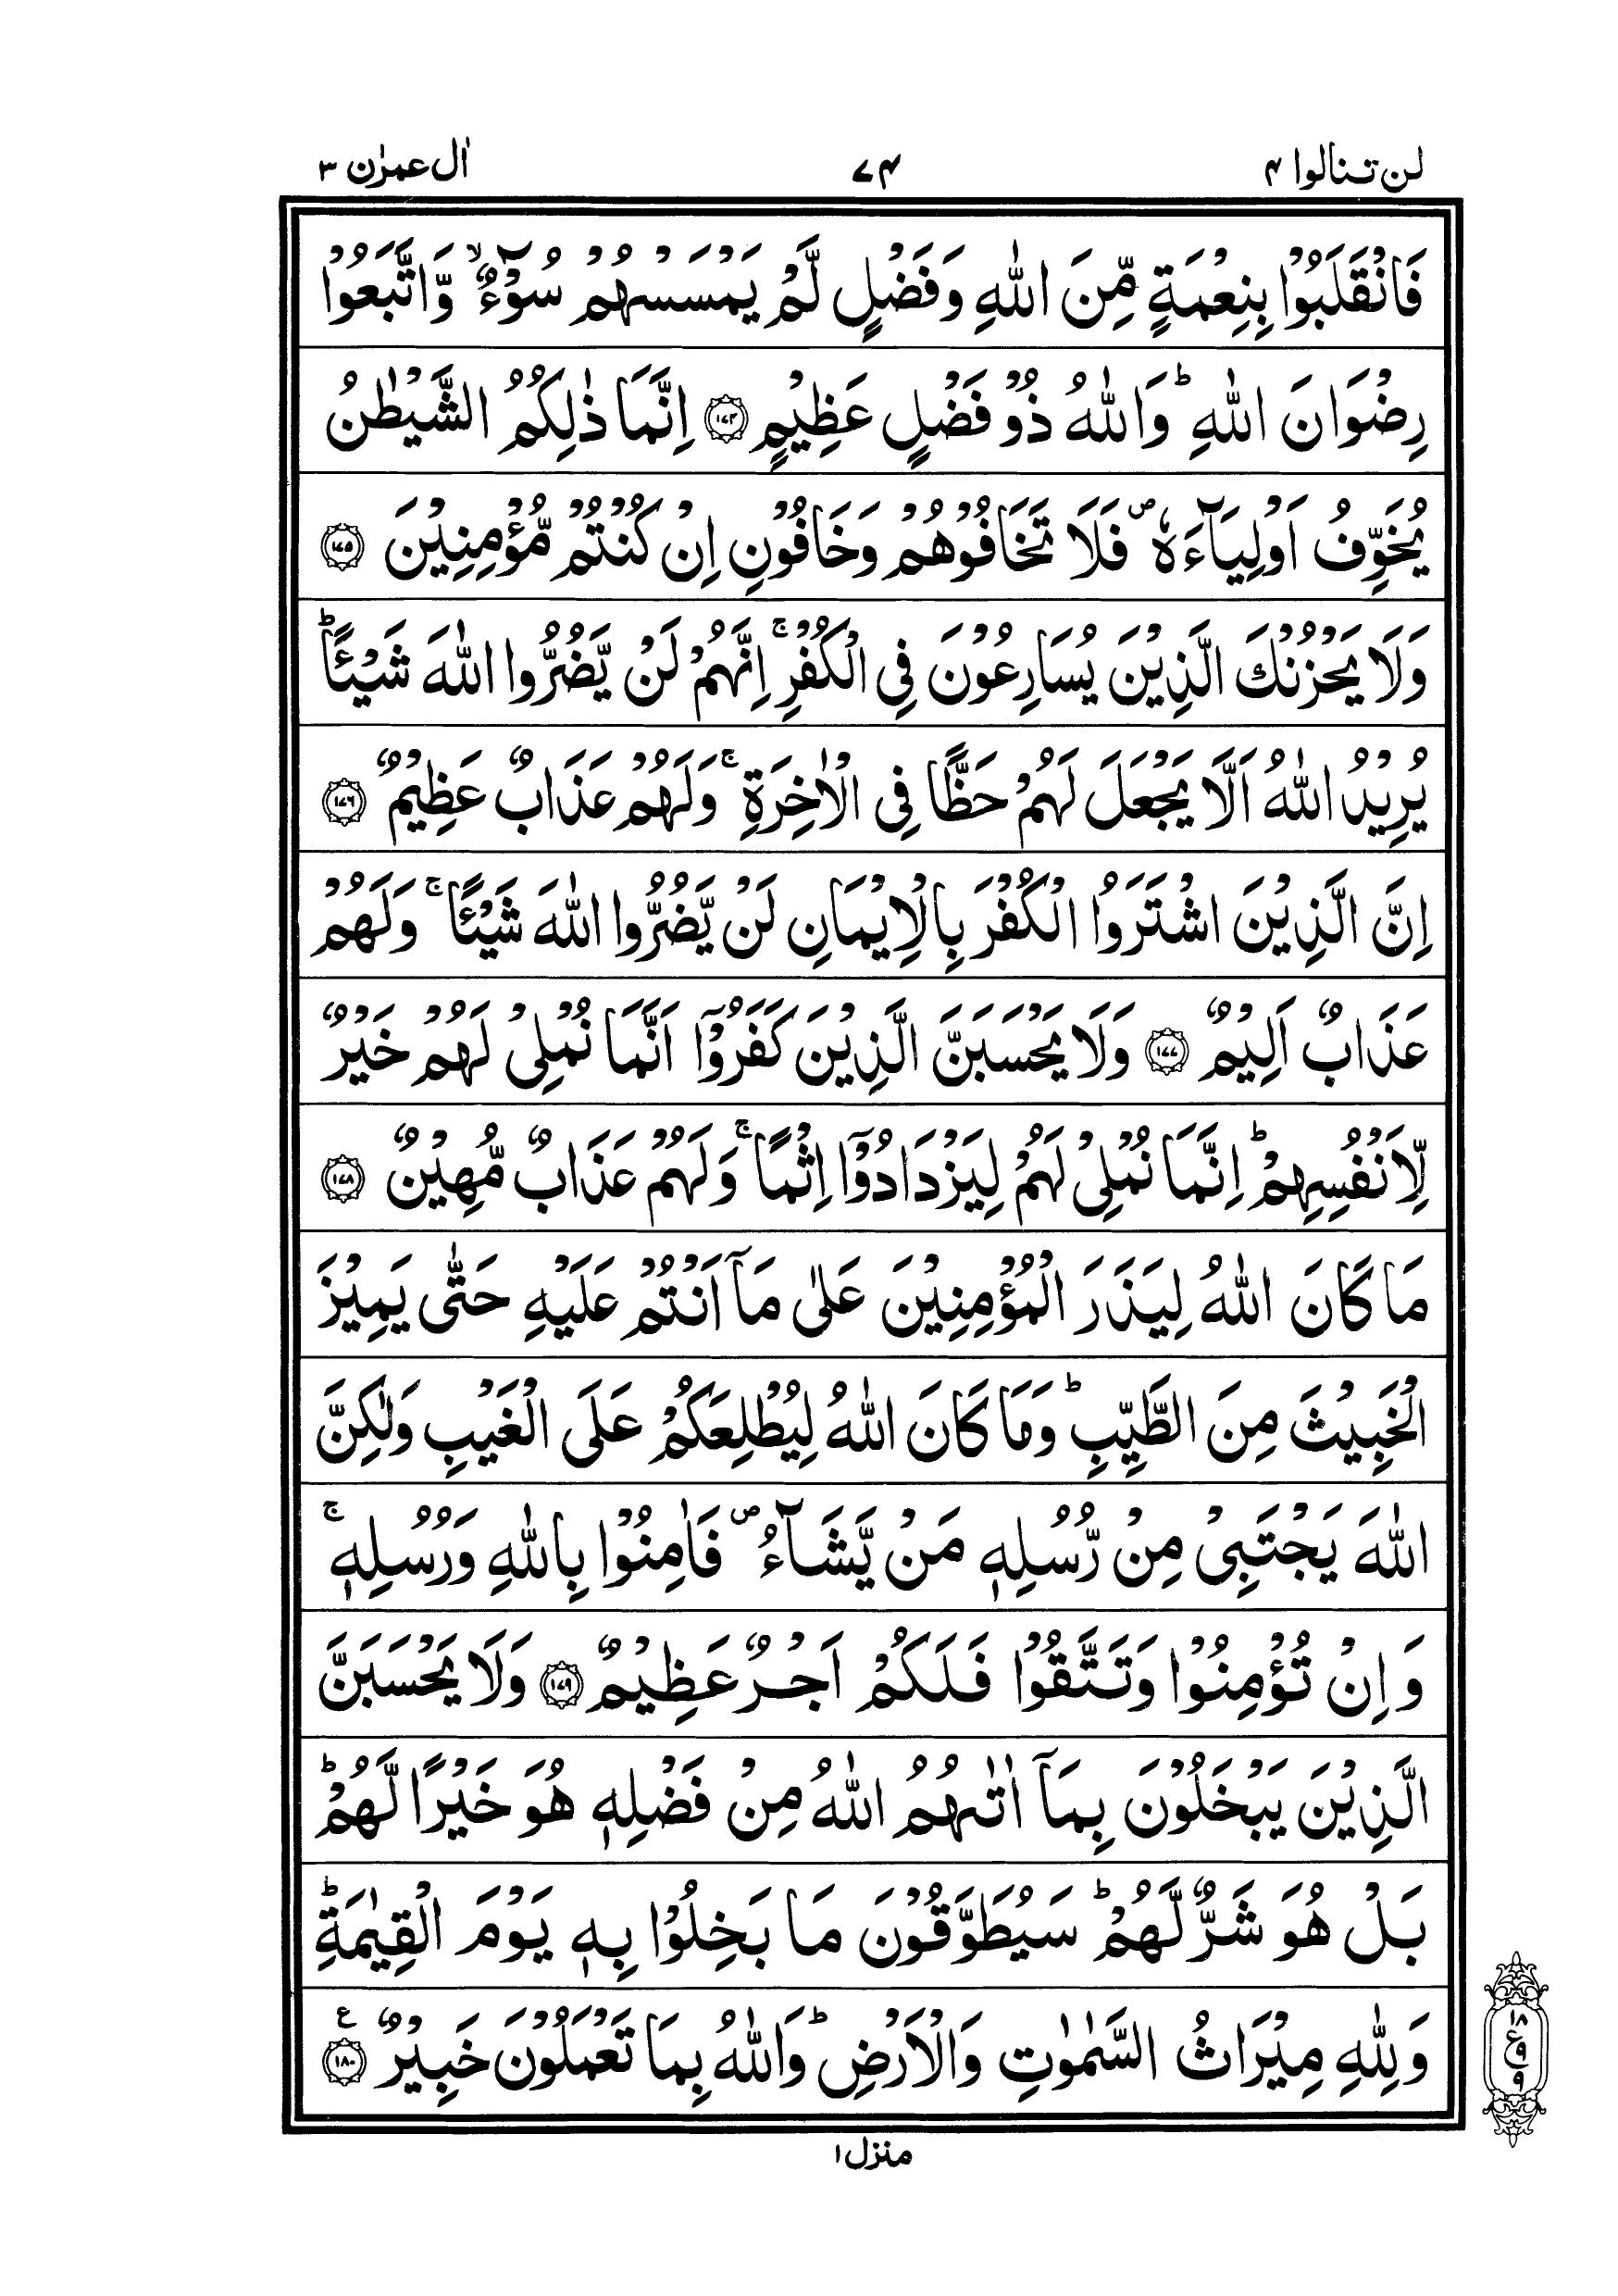 لن تنالوا ۴ ۷۴ اٰل عمرٰن ۳
فَانْقَلَبُوْا بِنِعْمَةٍ مِّنَ اللّٰهِ وَفَضْلٍ لَّمْ يَمْسَسْهُمْ سُوْٓءٌ ۙ وَّاتَّبَعُوْا
رِضْوَانَ اللّٰهِ ؕ وَاللّٰهُ ذُوْ فَضْلٍ عَظِيْمٍ ۝۱۷۴ اِنَّمَا ذٰلِكُمُ الشَّيْطٰنُ
يُخَوِّفُ اَوْلِيَآءَهٗ ۪ فَلَا تَخَافُوْهُمْ وَخَافُوْنِ اِنْ كُنْتُمْ مُّؤْمِنِيْنَ ۝۱۷۵
وَلَا يَحْزُنْكَ الَّذِيْنَ يُسَارِعُوْنَ فِى الْكُفْرِ ۚ اِنَّهُمْ لَنْ يَّضُرُّوا اللّٰهَ شَيْـًٔا ؕ
يُرِيْدُ اللّٰهُ اَلَّا يَجْعَلَ لَهُمْ حَظًّا فِى الْاٰخِرَةِ ۚ وَلَهُمْ عَذَابٌ عَظِيْمٌ ۝۱۷۶
اِنَّ الَّذِيْنَ اشْتَرَوُا الْكُفْرَ بِالْاِيْمَانِ لَنْ يَّضُرُّوا اللّٰهَ شَيْـًٔا ۚ وَلَهُمْ
عَذَابٌ اَلِيْمٌ ۝۱۷۷ وَلَا يَحْسَبَنَّ الَّذِيْنَ كَفَرُوْۤا اَنَّمَا نُمْلِىْ لَهُمْ خَيْرٌ
لِّاَنْفُسِهِمْ ؕ اِنَّمَا نُمْلِىْ لَهُمْ لِيَزْدَادُوْۤا اِثْمًا ۚ وَلَهُمْ عَذَابٌ مُّهِيْنٌ ۝۱۷۸
مَا كَانَ اللّٰهُ لِيَذَرَ الْمُؤْمِنِيْنَ عَلٰى مَاۤ اَنْتُمْ عَلَيْهِ حَتّٰى يَمِيْزَ
الْخَبِيْثَ مِنَ الطَّيِّبِ ؕ وَمَا كَانَ اللّٰهُ لِيُطْلِعَكُمْ عَلَى الْغَيْبِ وَلٰكِنَّ
اللّٰهَ يَجْتَبِىْ مِنْ رُّسُلِهٖ مَنْ يَّشَآءُ ۪ فَاٰمِنُوْا بِاللّٰهِ وَرُسُلِهٖ ۚ
وَاِنْ تُؤْمِنُوْا وَتَتَّقُوْا فَلَكُمْ اَجْرٌ عَظِيْمٌ ۝۱۷۹ وَلَا يَحْسَبَنَّ
الَّذِيْنَ يَبْخَلُوْنَ بِمَاۤ اٰتٰىهُمُ اللّٰهُ مِنْ فَضْلِهٖ هُوَ خَيْرًا لَّهُمْ ؕ
بَلْ هُوَ شَرٌّ لَّهُمْ ؕ سَيُطَوَّقُوْنَ مَا بَخِلُوْا بِهٖ يَوْمَ الْقِيٰمَةِ ؕ
وَلِلّٰهِ مِيْرَاثُ السَّمٰوٰتِ وَالْاَرْضِ ؕ وَاللّٰهُ بِمَا تَعْمَلُوْنَ خَبِيْرٌ ۝۱۸۰ ع
۱۸
ع ۹
۹
منزل ۱